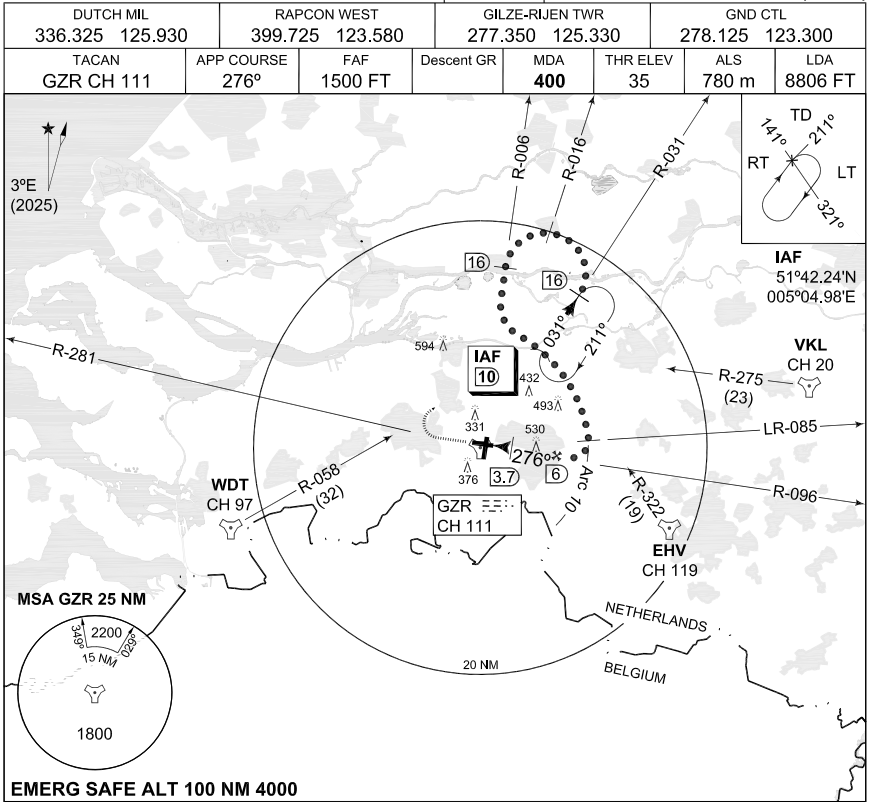 DUTCH MIL
336.325 125.930
RAPCON WEST
399.725 123.580
GILZE-RIJEN TWR
277.350 125.330
GND CTL
278.125 123.300
TACAN
GZR CH 111
APP COURSE
276º
FAF
1500 FT
Descent GR
MDA
400
THR ELEV
35
ALS
780 m
LDA
8806 FT
3ºE
(2025)
R-006
R-016
R-031
TD
141º
211º
RT
LT
321º
IAF
51º42.24'N
005º04.98'E
16
16
031º
211º
R-281
594
IAF
10
432
493
331
530
VKL
CH 20
R-275
(23)
LR-085
276º
376
3.7
6
Arc 10
R-096
WDT
CH 97
R-058
(32)
GZR
CH 111
R-322
(19)
EHV
CH 119
MSA GZR 25 NM
349º
2200
029º
15 NM
1800
NETHERLANDS
BELGIUM
20 NM
EMERG SAFE ALT 100 NM 4000